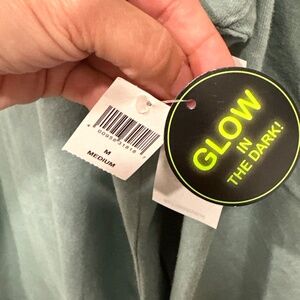 M
MEDIUM
GLOW
IN
THE DARK!